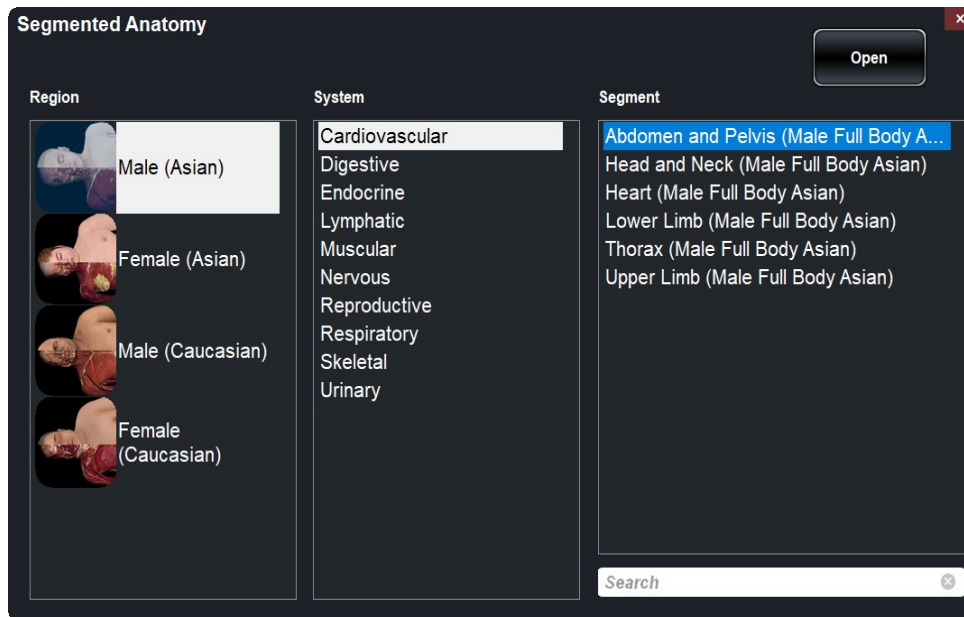 Segmented Anatomy
×
Open
Region
System
Segment
Male (Asian)
Female (Asian)
Male (Caucasian)
Female
(Caucasian)
Cardiovascular
Digestive
Endocrine
Lymphatic
Muscular
Nervous
Reproductive
Respiratory
Skeletal
Urinary
Abdomen and Pelvis (Male Full Body A...
Head and Neck (Male Full Body Asian)
Heart (Male Full Body Asian)
Lower Limb (Male Full Body Asian)
Thorax (Male Full Body Asian)
Upper Limb (Male Full Body Asian)
Search